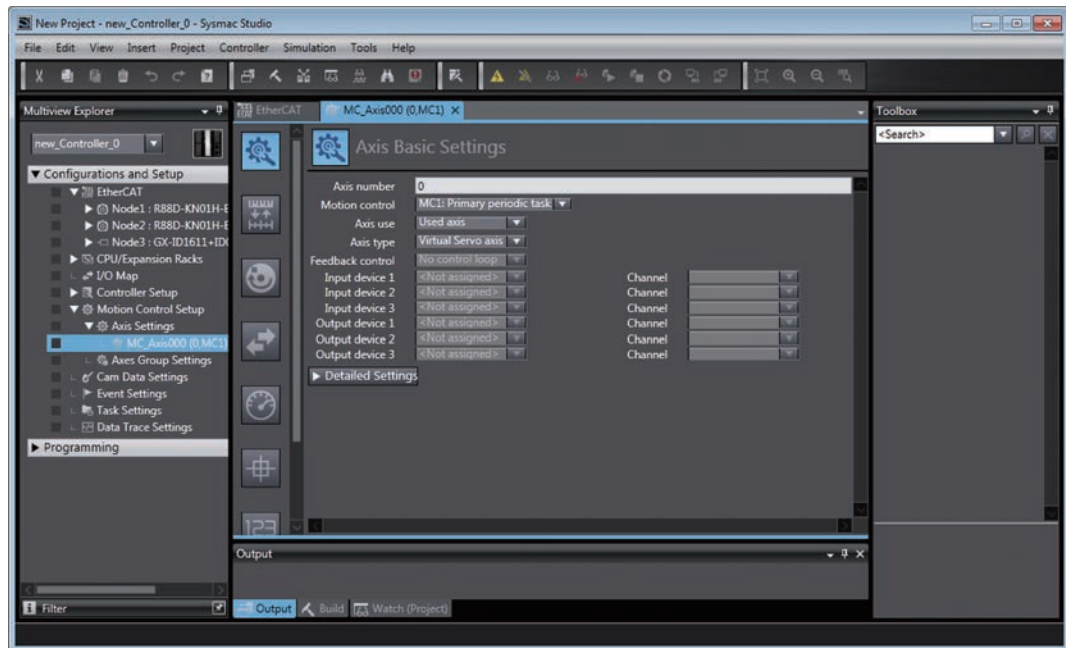 New Project - new_Controller_0 - Sysmac Studio
File Edit View Insert Project Controller Simulation Tools Help
Multiview Explorer
new_Controller_0
Configurations and Setup
EtherCAT
Node1 : R88D-KN01H-E
Node2 : R88D-KN01H-E
Node3 : GX-ID1611+ID
CPU/Expansion Racks
I/O Map
Controller Setup
Motion Control Setup
Axis Settings
MC_Axis000 (0,MC1)
Axes Group Settings
Cam Data Settings
Event Settings
Task Settings
Data Trace Settings
Programming
Filter
EtherCAT MC_Axis000 (0,MC1)
Axis Basic Settings
Axis number 0
Motion control MC1: Primary periodic task
Axis use Used axis
Axis type Virtual Servo axis
Feedback control No control loop
Input device 1 <Not assigned> Channel
Input device 2 <Not assigned> Channel
Input device 3 <Not assigned> Channel
Output device 1 <Not assigned> Channel
Output device 2 <Not assigned> Channel
Output device 3 <Not assigned> Channel
Detailed Settings
123
Output
Output Build Watch (Project)
Toolbox
<Search>